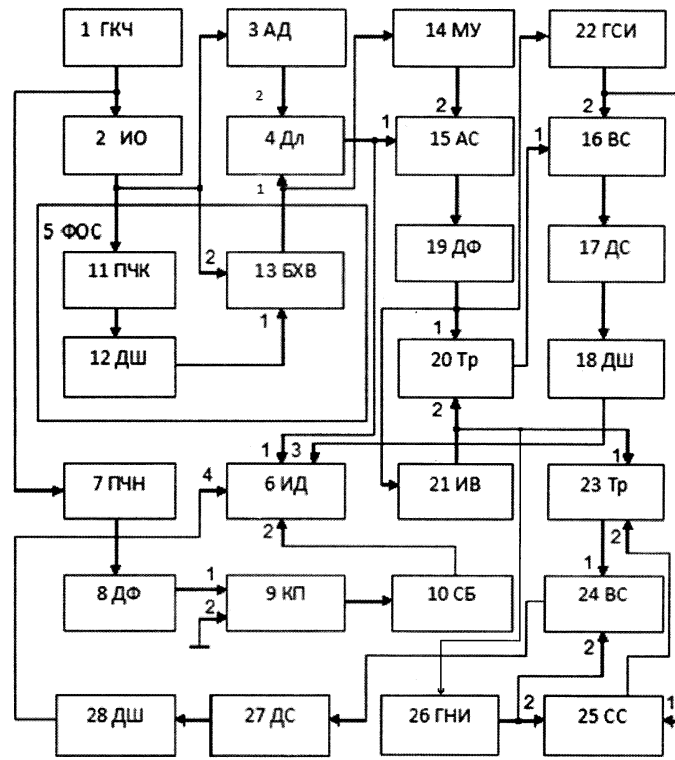 1 ГКЧ
3 АД
14 МУ
22 ГСИ
2
2
2
1
1
2 ИО
4 Дл
15 АС
16 ВС
1
5 ФОС
2
11 ПЧК
13 БХВ
19 ДФ
17 ДС
1
1
12 ДШ
20 Тр
18 ДШ
2
1
3
4
1
7 ПЧН
6 ИД
21 ИВ
23 Тр
2
2
1
1
8 ДФ
2
9 КП
10 СБ
24 ВС
2
28 ДШ
27 ДС
26 ГНИ
2
25 СС
1